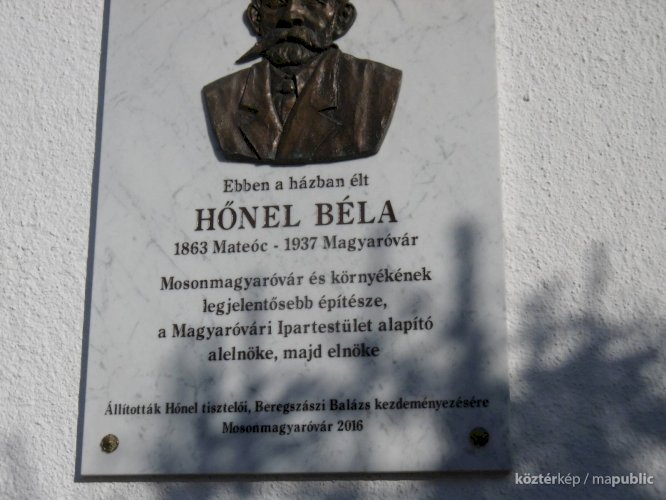 Ebben a házban élt
HŐNEL BÉLA
1863 Mateóc - 1937 Magyaróvár
Mosonmagyaróvár és környékének
legjelentősebb építésze,
a Magyaróvári Ipartestület alapító
alelnöke, majd elnöke
Állították Hőnel tisztelői, Beregszászi Balázs kezdeményezésére
Mosonmagyaróvár 2016
köztérkép / mapublic